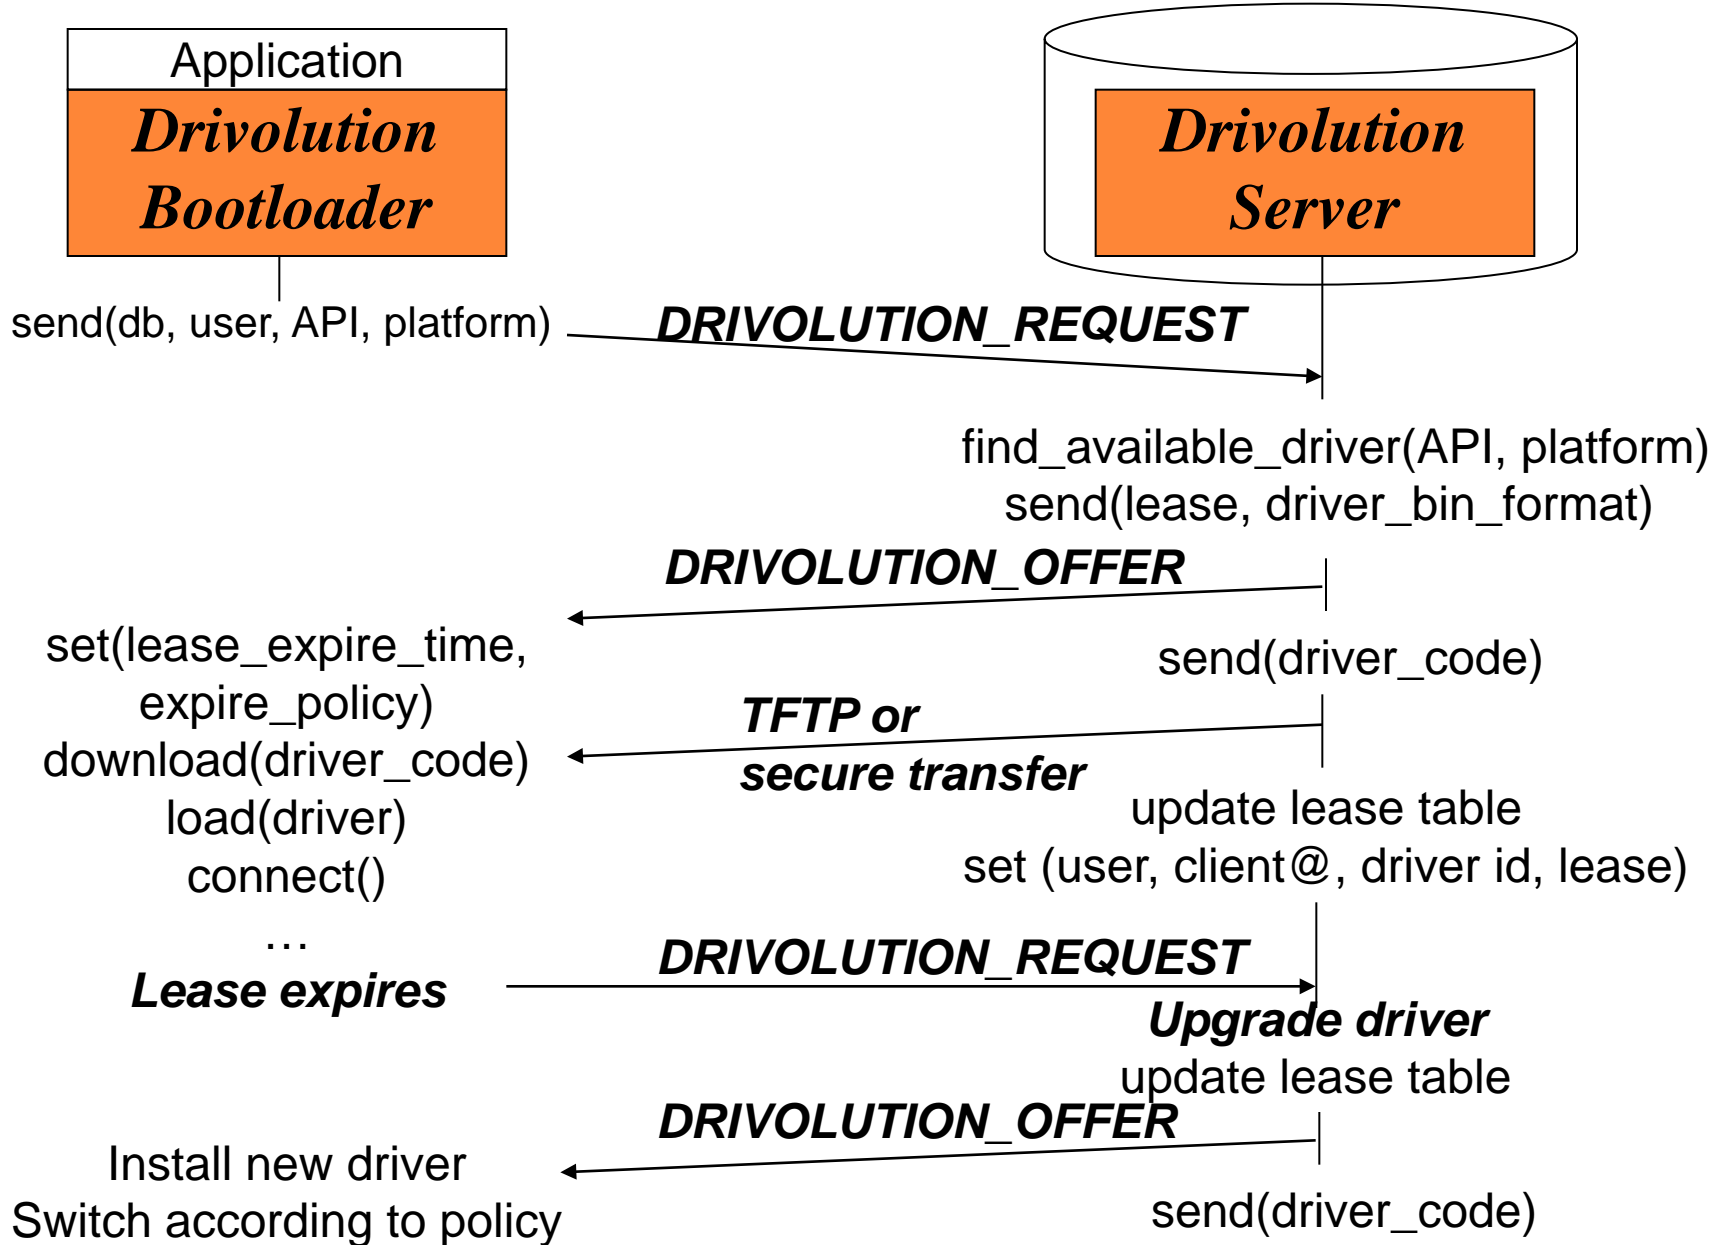 Application
Drivolution
Bootloader
Drivolution
Server
send(db, user, API, platform)
DRIVOLUTION_REQUEST
find_available_driver(API, platform)
send(lease, driver_bin_format)
DRIVOLUTION_OFFER
set(lease_expire_time,
expire_policy)
download(driver_code)
load(driver)
connect()
…
send(driver_code)
TFTP or
secure transfer
update lease table
set (user, client@, driver id, lease)
Lease expires
DRIVOLUTION_REQUEST
Upgrade driver
update lease table
DRIVOLUTION_OFFER
Install new driver
Switch according to policy
send(driver_code)